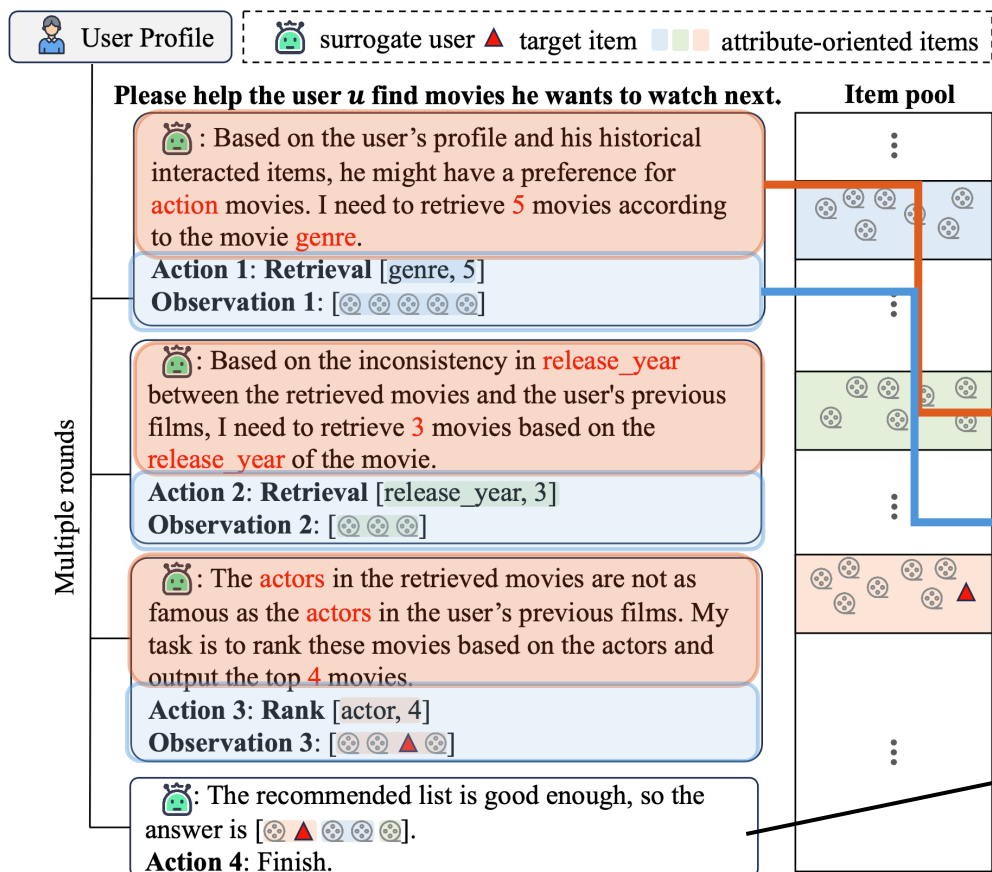 User Profile
surrogate user target item attribute-oriented items
Please help the user u find movies he wants to watch next.
Item pool
: Based on the user's profile and his historical
interacted items, he might have a preference for
action movies. I need to retrieve 5 movies according
to the movie genre.
Action 1: Retrieval [genre, 5]
Observation 1: [ ]
: Based on the inconsistency in release_year
between the retrieved movies and the user's previous
films, I need to retrieve 3 movies based on the
release_year of the movie.
Action 2: Retrieval [release_year, 3]
Observation 2: [ ]
: The actors in the retrieved movies are not as
famous as the actors in the user's previous films. My
task is to rank these movies based on the actors and
output the top 4 movies.
Action 3: Rank [actor, 4]
Observation 3: [ ]
: The recommended list is good enough, so the
answer is [ ].
Action 4: Finish.
Multiple rounds